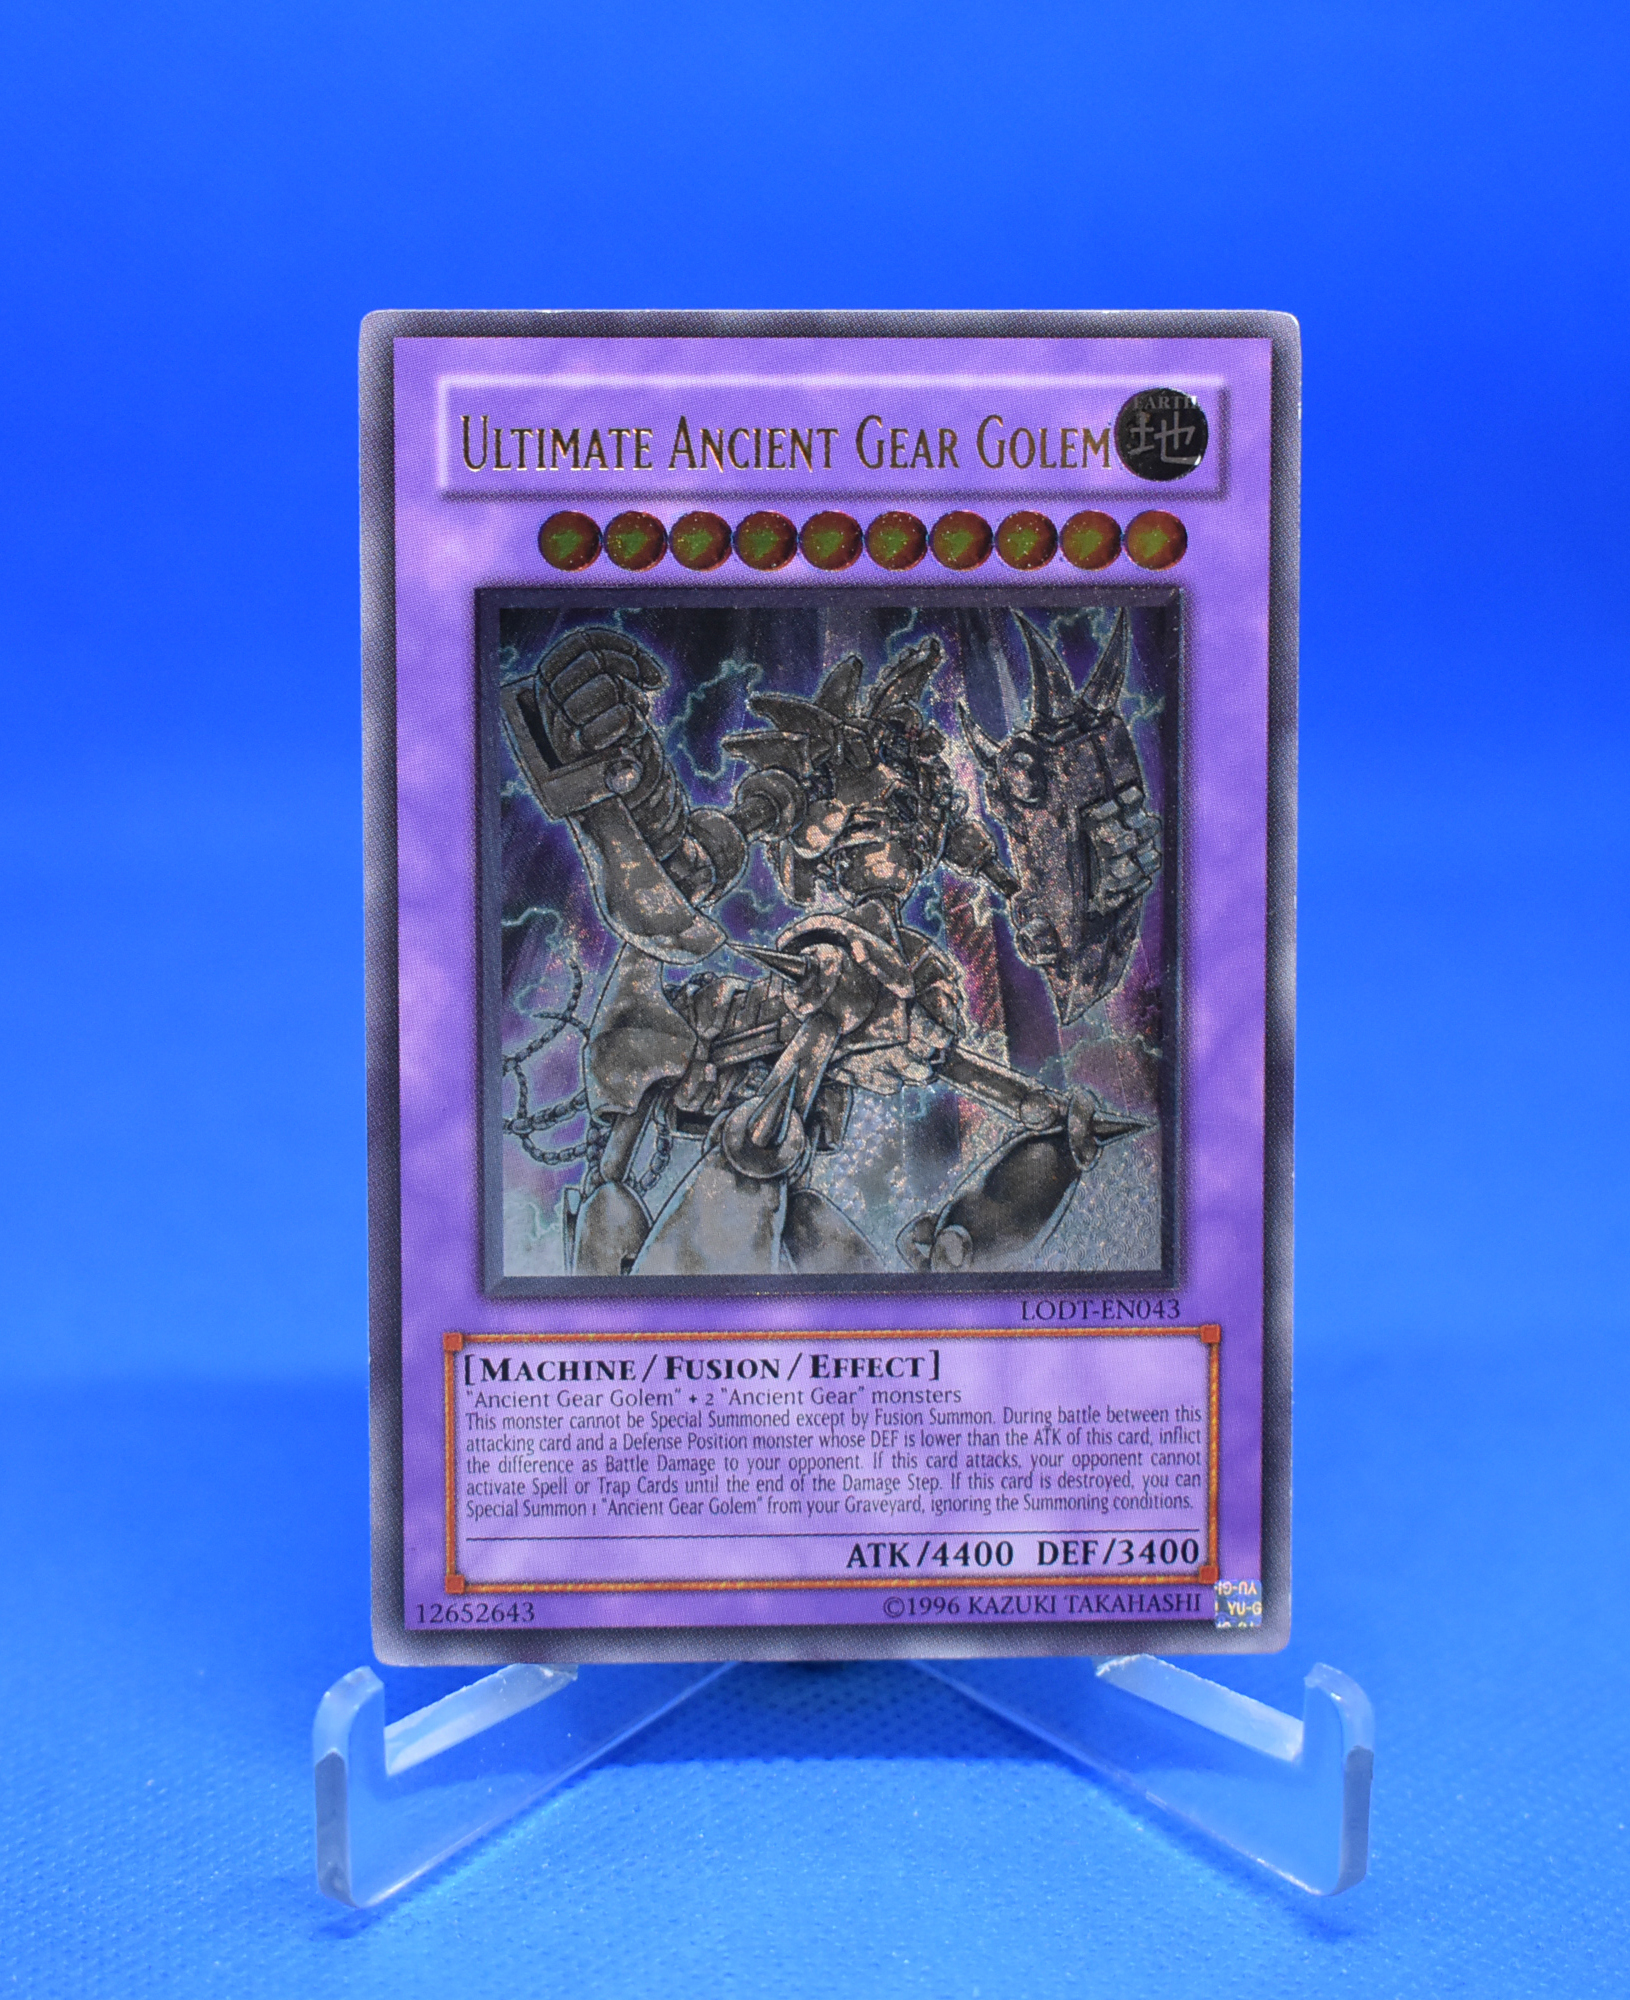 ULTIMATE ANCIENT GEAR GOLEM
EARTH
地
LODT-EN043
[MACHINE/FUSION/EFFECT]
"Ancient Gear Golem" + 2 "Ancient Gear" monsters
This monster cannot be Special Summoned except by Fusion Summon. During battle between this
attacking card and a Defense Position monster whose DEF is lower than the ATK of this card, inflict
the difference as Battle Damage to your opponent. If this card attacks, your opponent cannot
activate Spell or Trap Cards until the end of the Damage Step. If this card is destroyed, you can
Special Summon 1 "Ancient Gear Golem" from your Graveyard, ignoring the Summoning conditions.
ATK/4400 DEF/3400
12652643
©1996 KAZUKI TAKAHASHI
YU-G